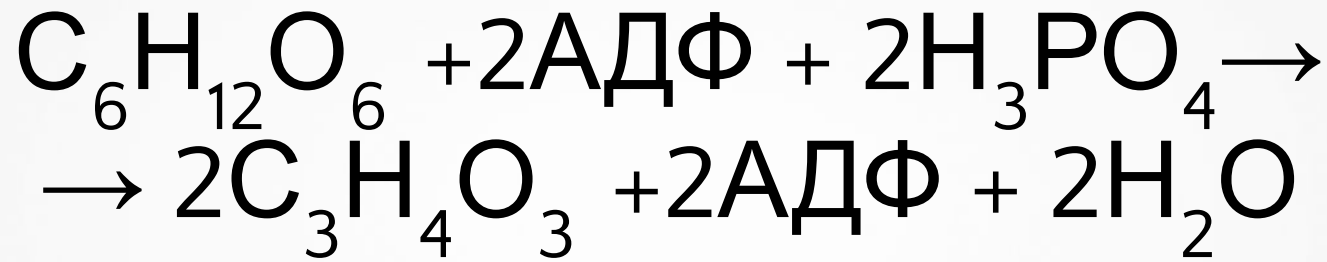 C₆H₁₂O₆ +2АДФ + 2H₃PO₄→
→ 2C₃H₄O₃ +2АДФ + 2H₂O